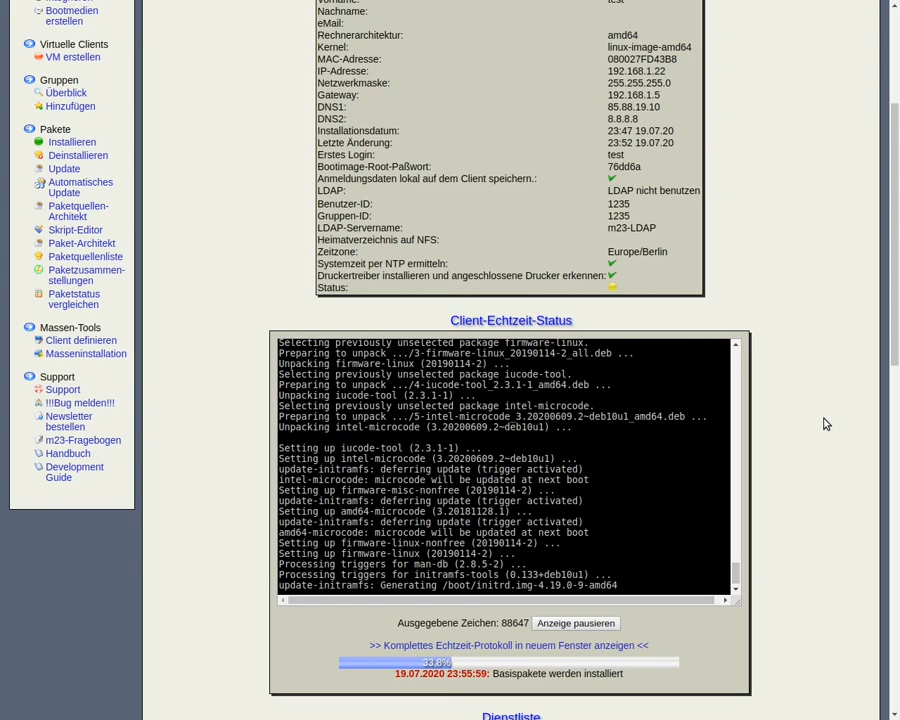 Bootmedien
erstellen
Virtuelle Clients
VM erstellen
Gruppen
Überblick
Hinzufügen
Pakete
Installieren
Deinstallieren
Update
Automatisches
Update
Paketquellen-
Architekt
Skript-Editor
Paket-Architekt
Paketquellenliste
Paketzusammen-
stellungen
Paketstatus
vergleichen
Massen-Tools
Client definieren
Masseninstallation
Support
Support
!!!Bug melden!!!
Newsletter
bestellen
m23-Fragebogen
Handbuch
Development
Guide
Nachname:
eMail:
Rechnerarchitektur: amd64
Kernel: linux-image-amd64
MAC-Adresse: 080027FD43B8
IP-Adresse: 192.168.1.22
Netzwerkmaske: 255.255.255.0
Gateway: 192.168.1.5
DNS1: 85.88.19.10
DNS2: 8.8.8.8
Installationsdatum: 23:47 19.07.20
Letzte Änderung: 23:52 19.07.20
Erstes Login: test
Bootimage-Root-Paßwort: 76dd6a
Anmeldungsdaten lokal auf dem Client speichern.:
LDAP: LDAP nicht benutzen
Benutzer-ID: 1235
Gruppen-ID: 1235
LDAP-Servername: m23-LDAP
Heimatverzeichnis auf NFS:
Zeitzone: Europe/Berlin
Systemzeit per NTP ermitteln:
Druckertreiber installieren und angeschlossene Drucker erkennen:
Status:
Client-Echtzeit-Status
Selecting previously unselected package firmware-linux.
Preparing to unpack .../3-firmware-linux_20190114-2_all.deb ...
Unpacking firmware-linux (20190114-2) ...
Selecting previously unselected package iucode-tool.
Preparing to unpack .../4-iucode-tool_2.3.1-1_amd64.deb ...
Unpacking iucode-tool (2.3.1-1) ...
Selecting previously unselected package intel-microcode.
Preparing to unpack .../5-intel-microcode_3.20200609.2~deb10u1_amd64.deb ...
Unpacking intel-microcode (3.20200609.2~deb10u1) ...
Setting up iucode-tool (2.3.1-1) ...
Setting up intel-microcode (3.20200609.2~deb10u1) ...
update-initramfs: deferring update (trigger activated)
intel-microcode: microcode will be updated at next boot
Setting up firmware-misc-nonfree (20190114-2) ...
update-initramfs: deferring update (trigger activated)
Setting up amd64-microcode (3.20181128.1) ...
update-initramfs: deferring update (trigger activated)
amd64-microcode: microcode will be updated at next boot
Setting up firmware-linux-nonfree (20190114-2) ...
Setting up firmware-linux (20190114-2) ...
Processing triggers for man-db (2.8.5-2) ...
Processing triggers for initramfs-tools (0.133+deb10u1) ...
update-initramfs: Generating /boot/initrd.img-4.19.0-9-amd64
Ausgegebene Zeichen: 88647 Anzeige pausieren
>> Komplettes Echtzeit-Protokoll in neuem Fenster anzeigen <<
33.8%
19.07.2020 23:55:59: Basispakete werden installiert
Dienstliste